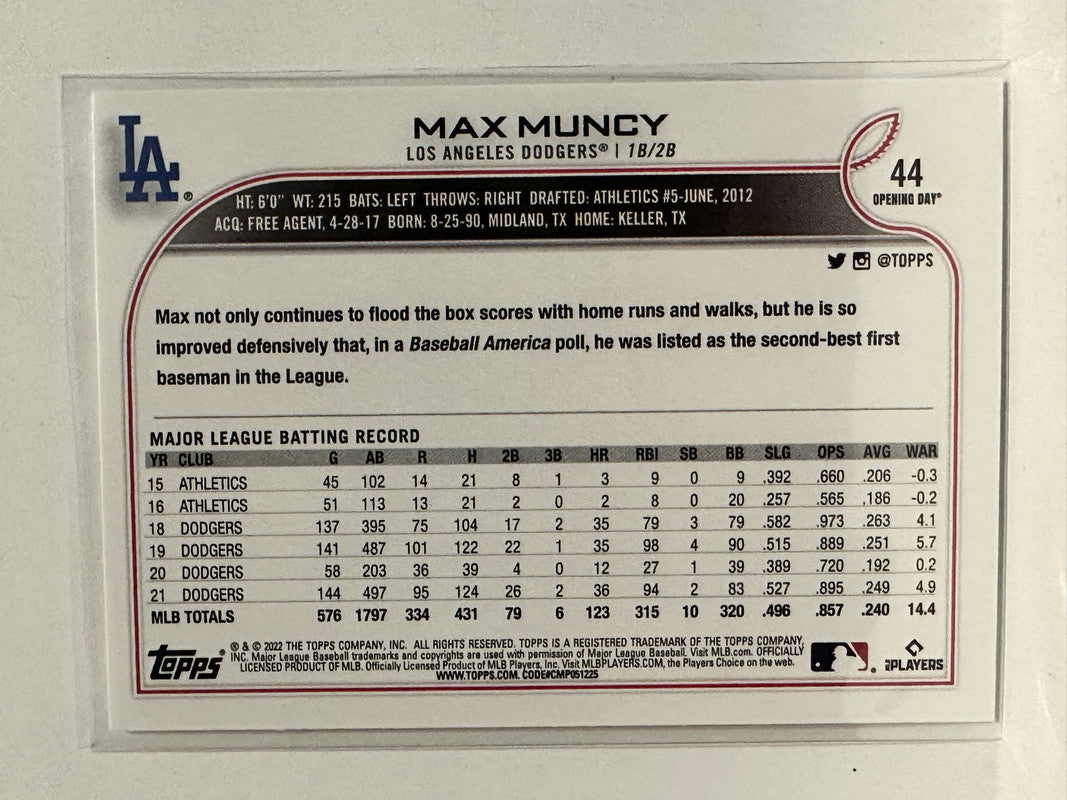 LA®
MAX MUNCY
LOS ANGELES DODGERS® | 1B/2B
44
OPENING DAY®
HT: 6'0" WT: 215 BATS: LEFT THROWS: RIGHT DRAFTED: ATHLETICS #5-JUNE, 2012
ACQ: FREE AGENT, 4-28-17 BORN: 8-25-90, MIDLAND, TX HOME: KELLER, TX
@TOPPS
Max not only continues to flood the box scores with home runs and walks, but he is so
improved defensively that, in a Baseball America poll, he was listed as the second-best first
baseman in the League.
MAJOR LEAGUE BATTING RECORD
YR CLUB G AB R H 2B 3B HR RBI SB BB SLG OPS AVG WAR
15 ATHLETICS 45 102 14 21 8 1 3 9 0 9 .392 .660 .206 -0.3
16 ATHLETICS 51 113 13 21 2 0 2 8 0 20 .257 .565 .186 -0.2
18 DODGERS 137 395 75 104 17 2 35 79 3 79 .582 .973 .263 4.1
19 DODGERS 141 487 101 122 22 1 35 98 4 90 .515 .889 .251 5.7
20 DODGERS 58 203 36 39 4 0 12 27 1 39 .389 .720 .192 0.2
21 DODGERS 144 497 95 124 26 2 36 94 2 83 .527 .895 .249 4.9
MLB TOTALS 576 1797 334 431 79 6 123 315 10 320 .496 .857 .240 14.4
Topps®
® & © 2022 THE TOPPS COMPANY, INC. ALL RIGHTS RESERVED. TOPPS IS A REGISTERED TRADEMARK OF THE TOPPS COMPANY,
INC. Major League Baseball trademarks and copyrights are used with permission of Major League Baseball. Visit MLB.com. OFFICIALLY
LICENSED PRODUCT OF MLB. Officially Licensed Product of MLB Players, Inc. Visit MLBPLAYERS.COM, the Players Choice on the web.
WWW.TOPPS.COM. CODE#CMP051225
MLB PLAYERS